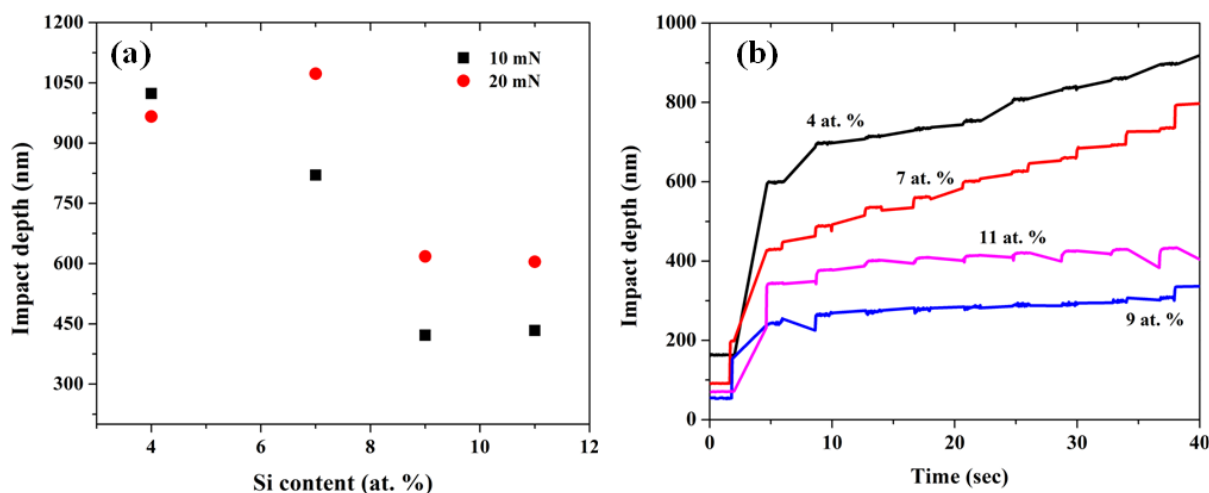 (a)
10 mN
20 mN
1200
1050
900
750
600
450
300
4
6
8
10
12
Impact depth (nm)
Si content (at. %)
(b)
4 at. %
7 at. %
11 at. %
9 at. %
1000
800
600
400
200
0
0
10
20
30
40
Impact depth (nm)
Time (sec)